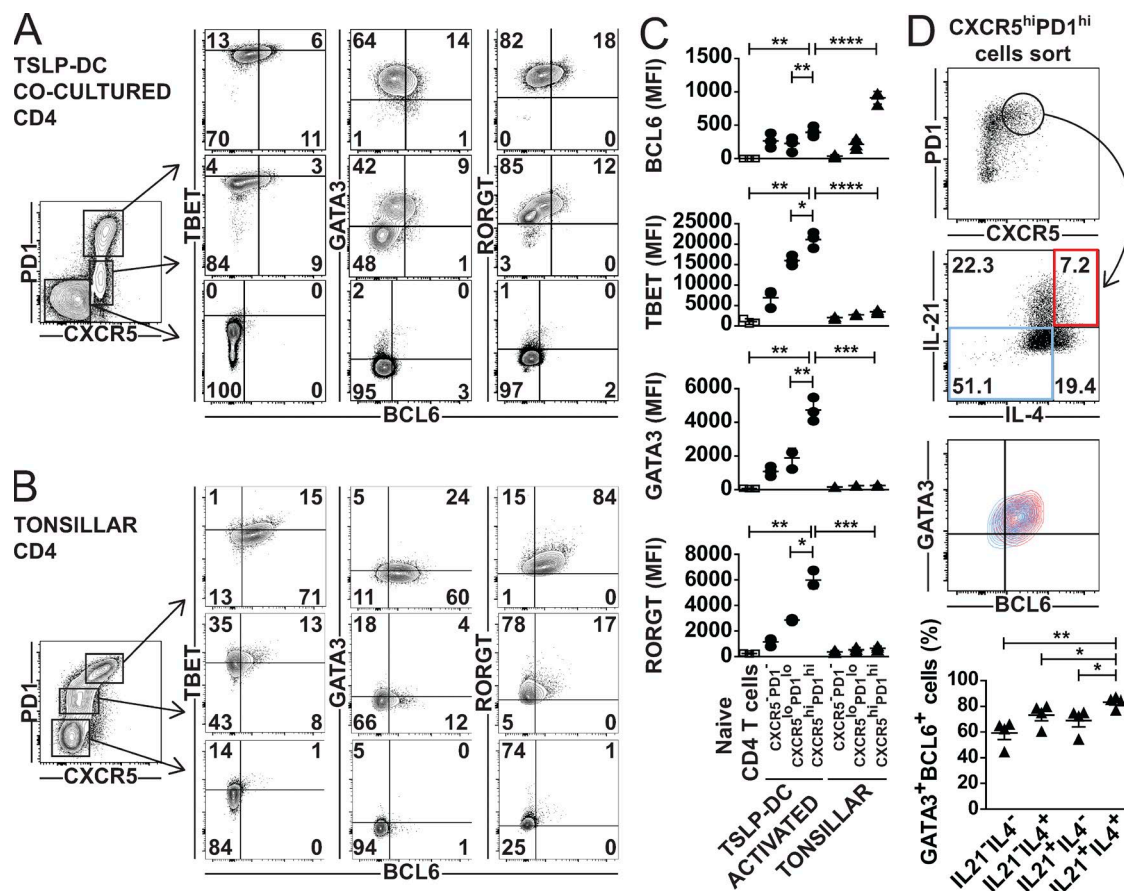 A
TSLP-DC
CO-CULTURED
CD4
PD1
CXCR5
TBET
13 6
70 11
4 3
84 9
0 0
100 0
GATA3
64 14
1 1
42 9
48 1
2 0
95 3
RORGT
82 18
0 0
85 12
3 0
1 0
97 2
BCL6
B
TONSILLAR
CD4
PD1
CXCR5
TBET
1 15
13 71
35 13
43 8
14 1
84 0
GATA3
5 24
11 60
18 4
66 12
5 0
94 1
RORGT
15 84
1 0
78 17
5 0
74 1
25 0
BCL6
C
BCL6 (MFI)
1500
1000
500
0
** ****
**
TBET (MFI)
25000
20000
15000
10000
5000
0
** ****
*
GATA3 (MFI)
6000
4000
2000
0
** ***
**
RORGT (MFI)
8000
6000
4000
2000
0
** ***
*
Naive
CD4 T cells
CXCR5⁻PD1⁻
CXCR5ˡᵒPD1ˡᵒ
CXCR5ʰⁱPD1ʰⁱ
CXCR5⁻PD1⁻
CXCR5ˡᵒPD1ˡᵒ
CXCR5ʰⁱPD1ʰⁱ
TSLP-DC
ACTIVATED
TONSILLAR
D
CXCR5ʰⁱPD1ʰⁱ
cells sort
PD1
CXCR5
22.3 7.2
IL-21
51.1 19.4
IL-4
GATA3
BCL6
GATA3⁺BCL6⁺ cells (%)
**
*
*
100
80
60
40
20
0
IL21⁻IL4⁻
IL21⁻IL4⁺
IL21⁺IL4⁻
IL21⁺IL4⁺